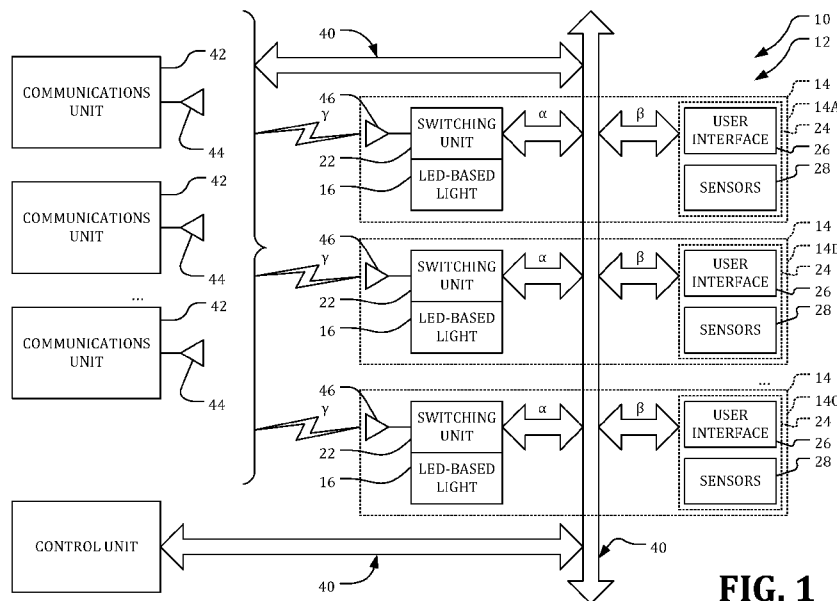 10
12
40
42
COMMUNICATIONS
UNIT
44
42
COMMUNICATIONS
UNIT
44
...
42
COMMUNICATIONS
UNIT
44
14
14A
24
26
28
46
γ
22
16
SWITCHING
UNIT
LED-BASED
LIGHT
α
β
USER
INTERFACE
SENSORS
14
24
26
28
46
γ
22
16
SWITCHING
UNIT
LED-BASED
LIGHT
α
β
USER
INTERFACE
SENSORS
...
14
24
26
28
46
γ
22
16
SWITCHING
UNIT
LED-BASED
LIGHT
α
β
USER
INTERFACE
SENSORS
CONTROL UNIT
40
40
FIG. 1